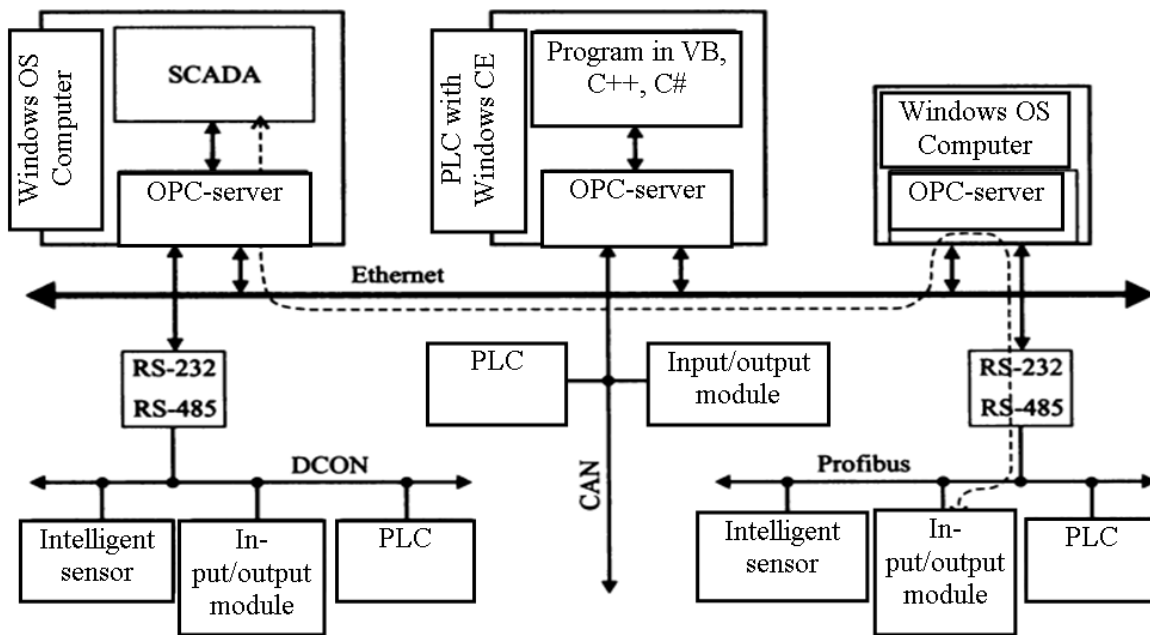 Windows OS
Computer
SCADA
OPC-server
PLC with
Windows CE
Program in VB,
C++, C#
OPC-server
Windows OS
Computer
OPC-server
Ethernet
RS-232
RS-485
PLC
Input/output
module
RS-232
RS-485
DCON
CAN
Profibus
Intelligent
sensor
In-
put/output
module
PLC
Intelligent
sensor
In-
put/output
module
PLC